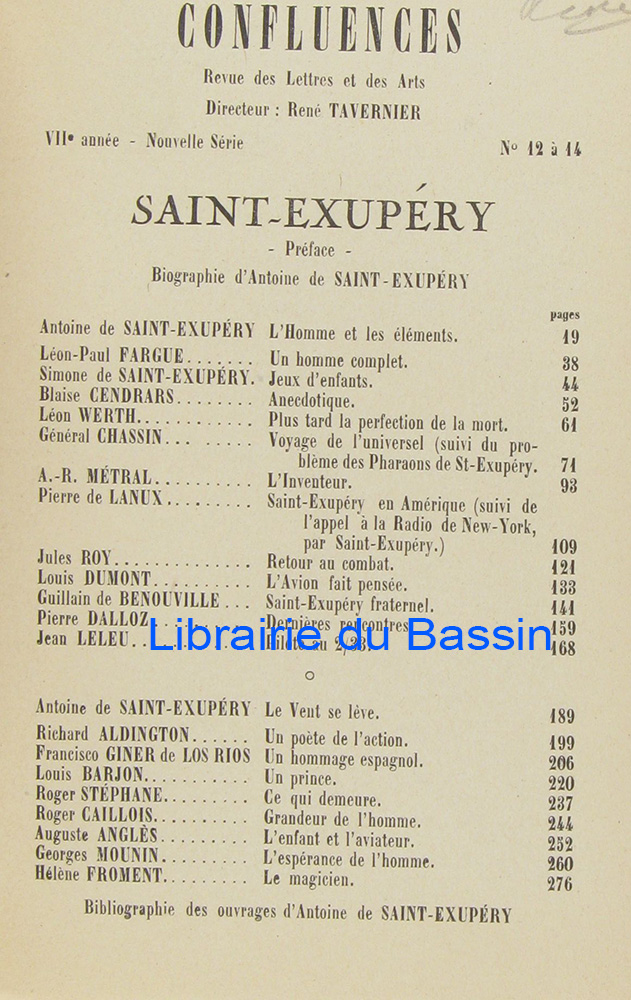 CONFLUENCES
Revue des Lettres et des Arts
Directeur : René TAVERNIER
VIIe année - Nouvelle Série No 12 à 14
SAINT-EXUPÉRY
- Préface -
Biographie d'Antoine de SAINT-EXUPÉRY
pages
Antoine de SAINT-EXUPÉRY L'Homme et les éléments. 19
Léon-Paul FARGUE....... Un homme complet. 38
Simone de SAINT-EXUPÉRY. Jeux d'enfants. 44
Blaise CENDRARS........ Anecdotique. 52
Léon WERTH............ Plus tard la perfection de la mort. 61
Général CHASSIN... ..... Voyage de l'universel (suivi du pro-
blème des Pharaons de St-Exupéry. 71
A.-R. MÉTRAL.......... L'Inventeur. 93
Pierre de LANUX......... Saint-Exupéry en Amérique (suivi de
l'appel à la Radio de New-York,
par Saint-Exupéry.) 109
Jules ROY.............. Retour au combat. 121
Louis DUMONT.......... L'Avion fait pensée. 133
Guillain de BENOUVILLE ... Saint-Exupéry fraternel. 141
Pierre DALLOZ.......... Dernières rencontres 159
Jean LELEU............ Pilote au 2/33. 168
Librairie du Bassin
Antoine de SAINT-EXUPÉRY Le Vent se lève. 189
Richard ALDINGTON...... Un poète de l'action. 199
Francisco GINER de LOS RIOS Un hommage espagnol. 206
Louis BARJON........... Un prince. 220
Roger STÉPHANE......... Ce qui demeure. 237
Roger CAILLOIS.......... Grandeur de l'homme. 244
Auguste ANGLÈS......... L'enfant et l'aviateur. 252
Georges MOUNIN......... L'espérance de l'homme. 260
Hélène FROMENT......... Le magicien. 276
Bibliographie des ouvrages d'Antoine de SAINT-EXUPÉRY